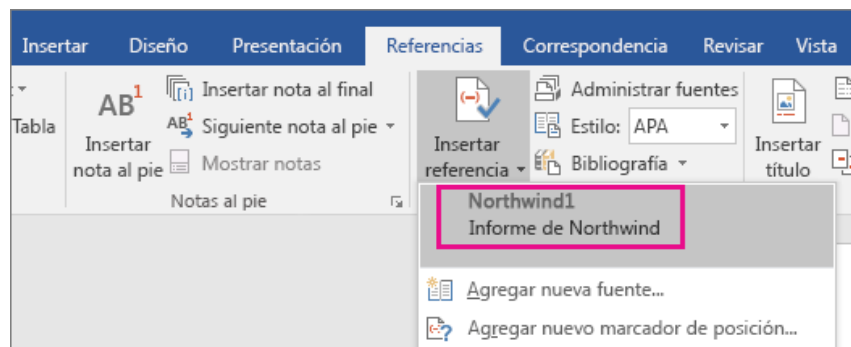 Insertar Diseño Presentación Referencias Correspondencia Revisar Vista
Tabla
AB1
Insertar
nota al pie
[i] Insertar nota al final
AB1 Siguiente nota al pie
Mostrar notas
Notas al pie
Insertar
referencia
Administrar fuentes
Estilo: APA
Bibliografía
Insertar
título
Northwind1
Informe de Northwind
Agregar nueva fuente...
Agregar nuevo marcador de posición...